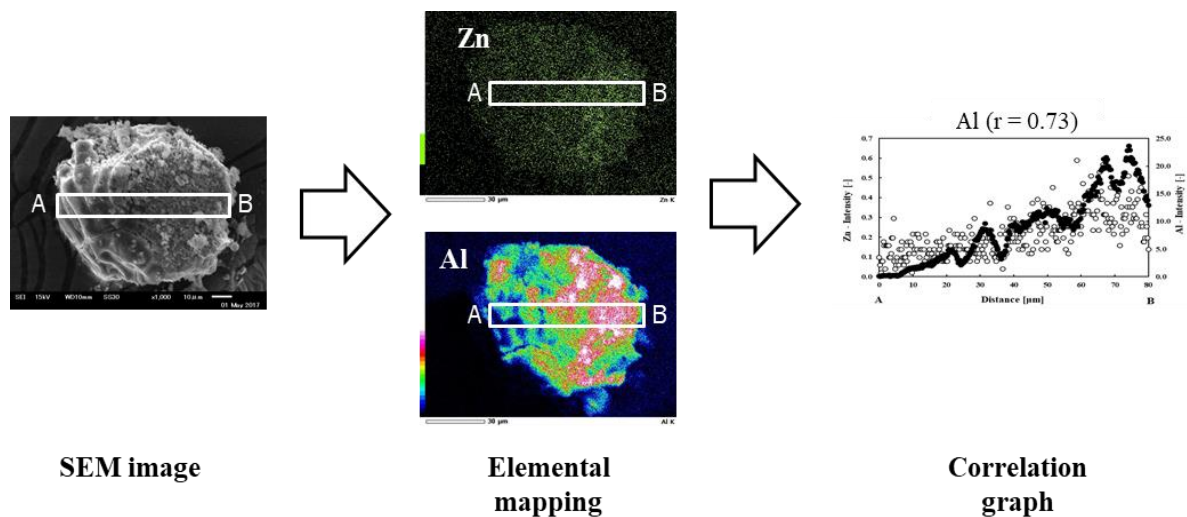 Zn
A B
30 µm Zn K
A B
SEI 15kV WD10mm SS30 x1,000 10µm
01 May 2017
Al
A B
30 µm Al K
Al (r = 0.73)
Zn - Intensity [-]
0.7
0.6
0.5
0.4
0.3
0.2
0.1
0.0
25.0
20.0
15.0
10.0
5.0
0.0
Al - Intensity [-]
0 10 20 30 40 50 60 70 80
A Distance [µm] B
SEM image
Elemental
mapping
Correlation
graph